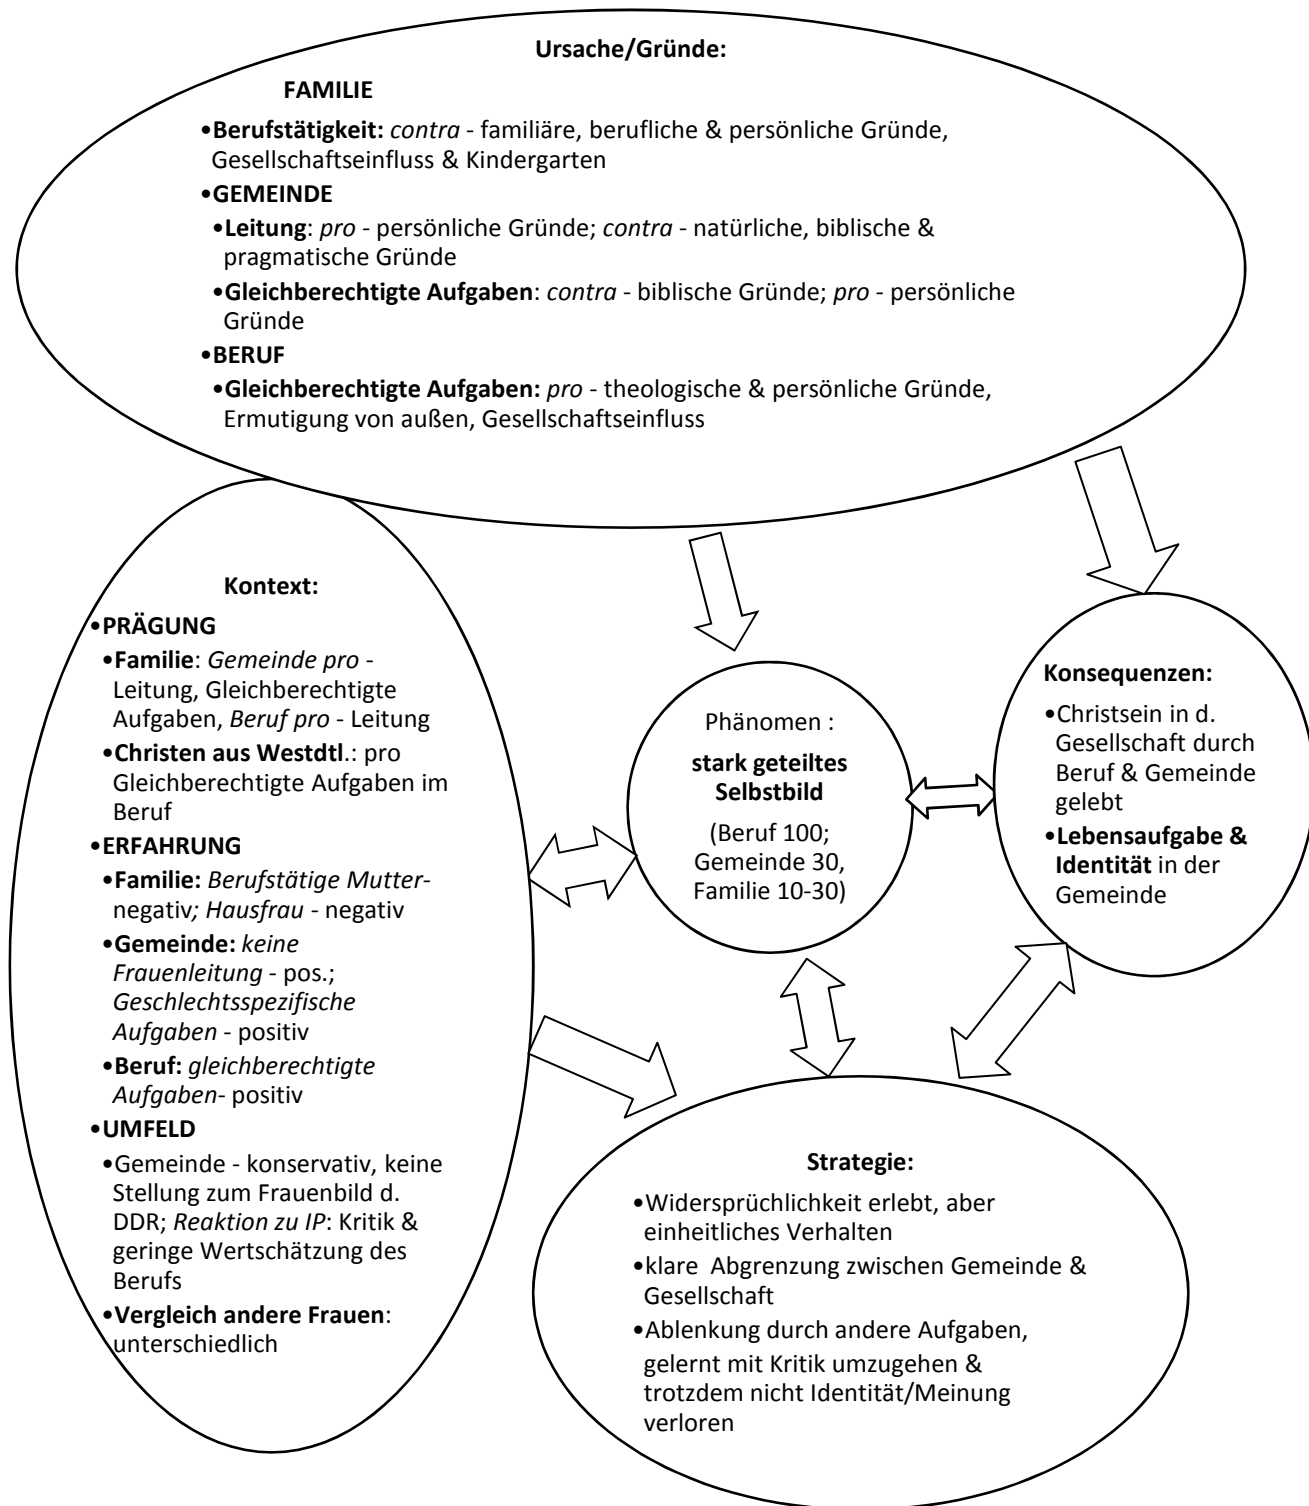 Ursache/Gründe:
FAMILIE
•Berufstätigkeit: contra - familiäre, berufliche & persönliche Gründe,
Gesellschaftseinfluss & Kindergarten
•GEMEINDE
•Leitung: pro - persönliche Gründe; contra - natürliche, biblische &
pragmatische Gründe
•Gleichberechtigte Aufgaben: contra - biblische Gründe; pro - persönliche
Gründe
•BERUF
•Gleichberechtigte Aufgaben: pro - theologische & persönliche Gründe,
Ermutigung von außen, Gesellschaftseinfluss
Kontext:
•PRÄGUNG
•Familie: Gemeinde pro -
Leitung, Gleichberechtigte
Aufgaben, Beruf pro - Leitung
•Christen aus Westdtl.: pro
Gleichberechtigte Aufgaben im
Beruf
•ERFAHRUNG
•Familie: Berufstätige Mutter-
negativ; Hausfrau - negativ
•Gemeinde: keine
Frauenleitung - pos.;
Geschlechtsspezifische
Aufgaben - positiv
•Beruf: gleichberechtigte
Aufgaben- positiv
•UMFELD
•Gemeinde - konservativ, keine
Stellung zum Frauenbild d.
DDR; Reaktion zu IP: Kritik &
geringe Wertschätzung des
Berufs
•Vergleich andere Frauen:
unterschiedlich
Phänomen :
stark geteiltes
Selbstbild
(Beruf 100;
Gemeinde 30,
Familie 10-30)
Konsequenzen:
•Christsein in d.
Gesellschaft durch
Beruf & Gemeinde
gelebt
•Lebensaufgabe &
Identität in der
Gemeinde
Strategie:
•Widersprüchlichkeit erlebt, aber
einheitliches Verhalten
•klare Abgrenzung zwischen Gemeinde &
Gesellschaft
•Ablenkung durch andere Aufgaben,
gelernt mit Kritik umzugehen &
trotzdem nicht Identität/Meinung
verloren